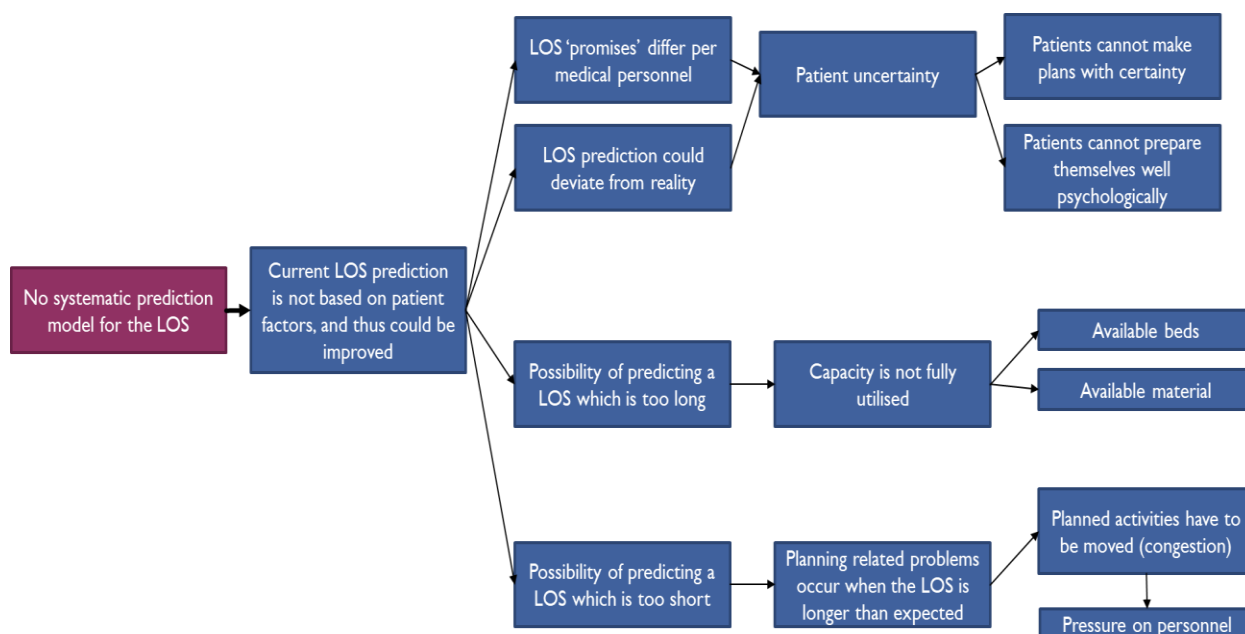 LOS ‘promises’ differ per
medical personnel
Patient uncertainty
Patients cannot make
plans with certainty
LOS prediction could
deviate from reality
Patients cannot prepare
themselves well
psychologically
No systematic prediction
model for the LOS
Current LOS prediction
is not based on patient
factors, and thus could be
improved
Possibility of predicting a
LOS which is too long
Capacity is not fully
utilised
Available beds
Available material
Possibility of predicting a
LOS which is too short
Planning related problems
occur when the LOS is
longer than expected
Planned activities have to
be moved (congestion)
Pressure on personnel